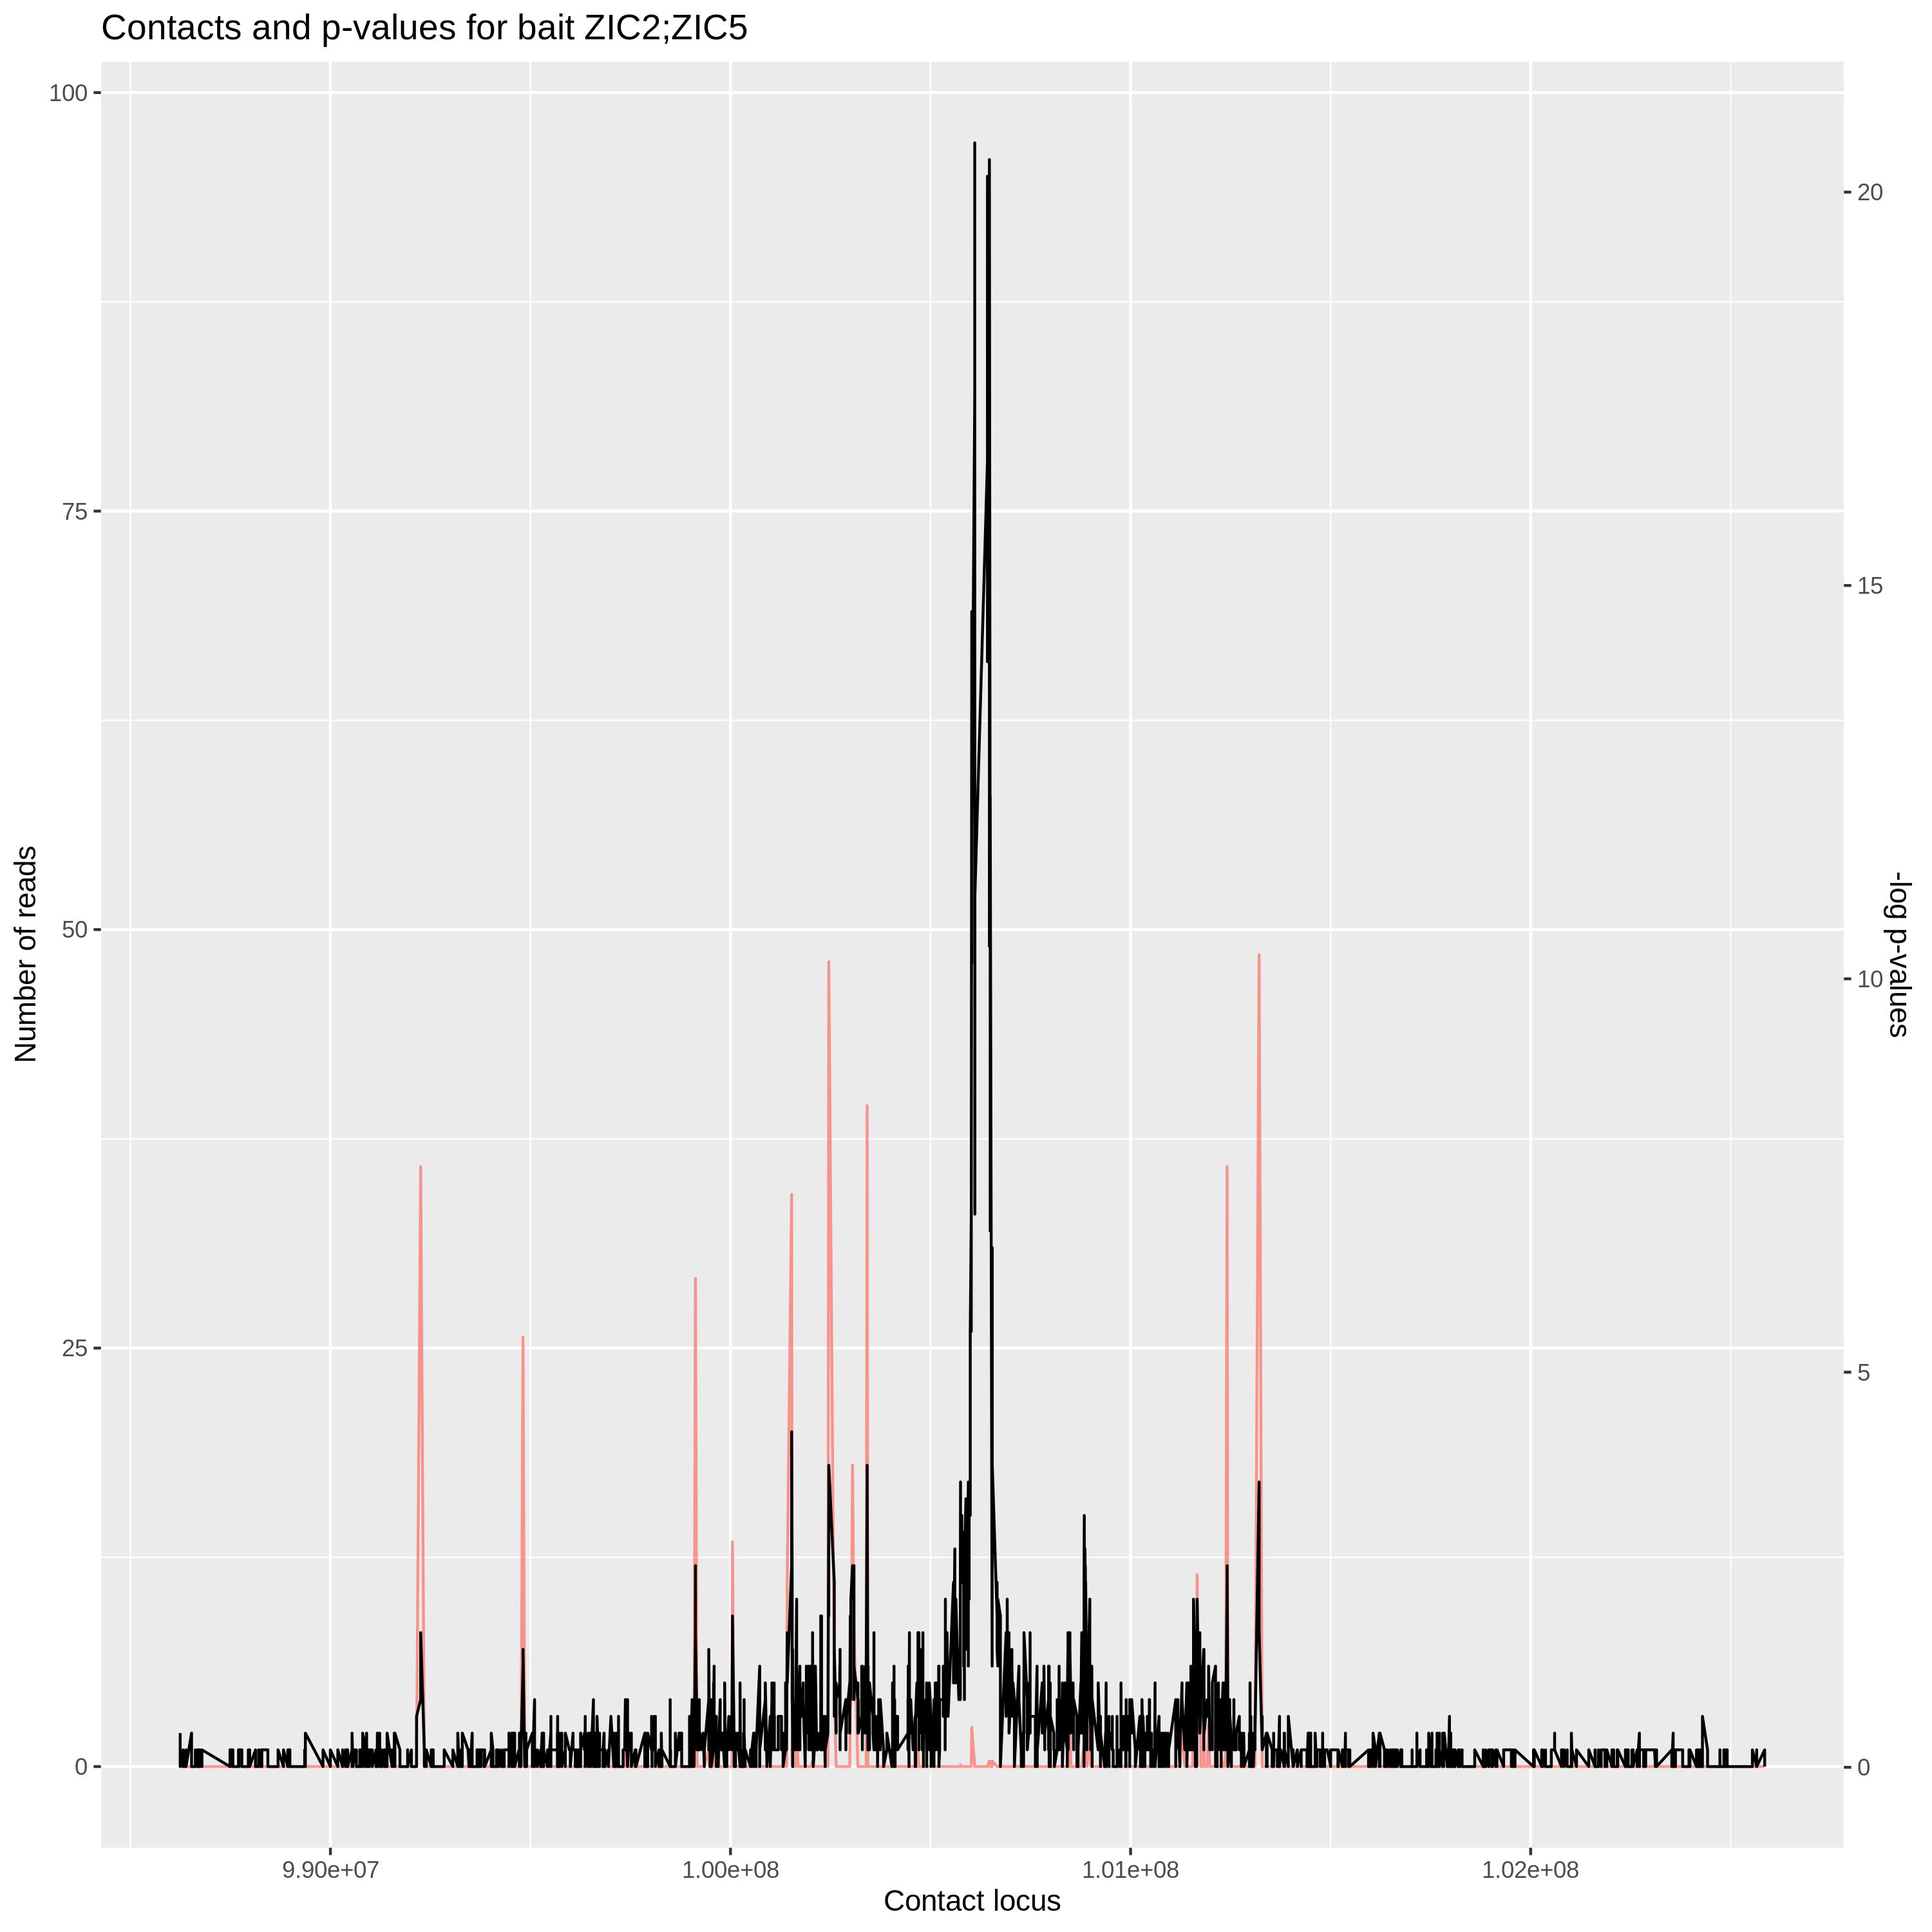 Contacts and p-values for bait ZIC2;ZIC5
100
75
50
25
0
Number of reads
20
15
10
5
0
-log p-values
9.90e+07 1.00e+08 1.01e+08 1.02e+08
Contact locus